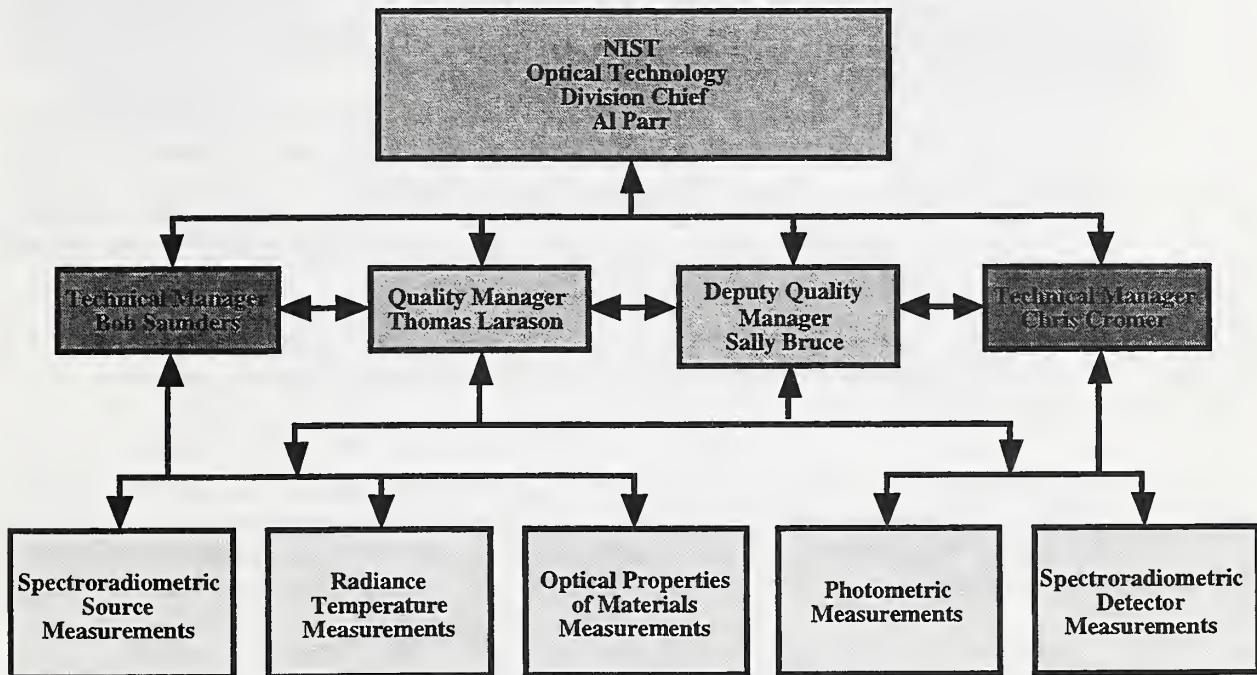 NIST
Optical Technology
Division Chief
Al Parr
Technical Manager
Bob Saunders
Quality Manager
Thomas Larason
Deputy Quality
Manager
Sally Bruce
Technical Manager
Chris Cromer
Spectroradiometric
Source
Measurements
Radiance
Temperature
Measurements
Optical Properties
of Materials
Measurements
Photometric
Measurements
Spectroradiometric
Detector
Measurements